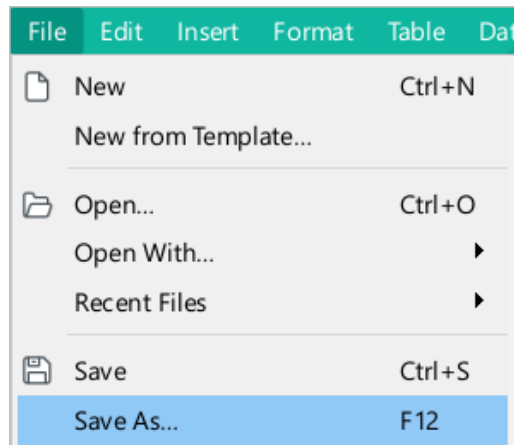 File Edit Insert Format Table Dat
New Ctrl+N
New from Template...
Open... Ctrl+O
Open With...
Recent Files
Save Ctrl+S
Save As... F12